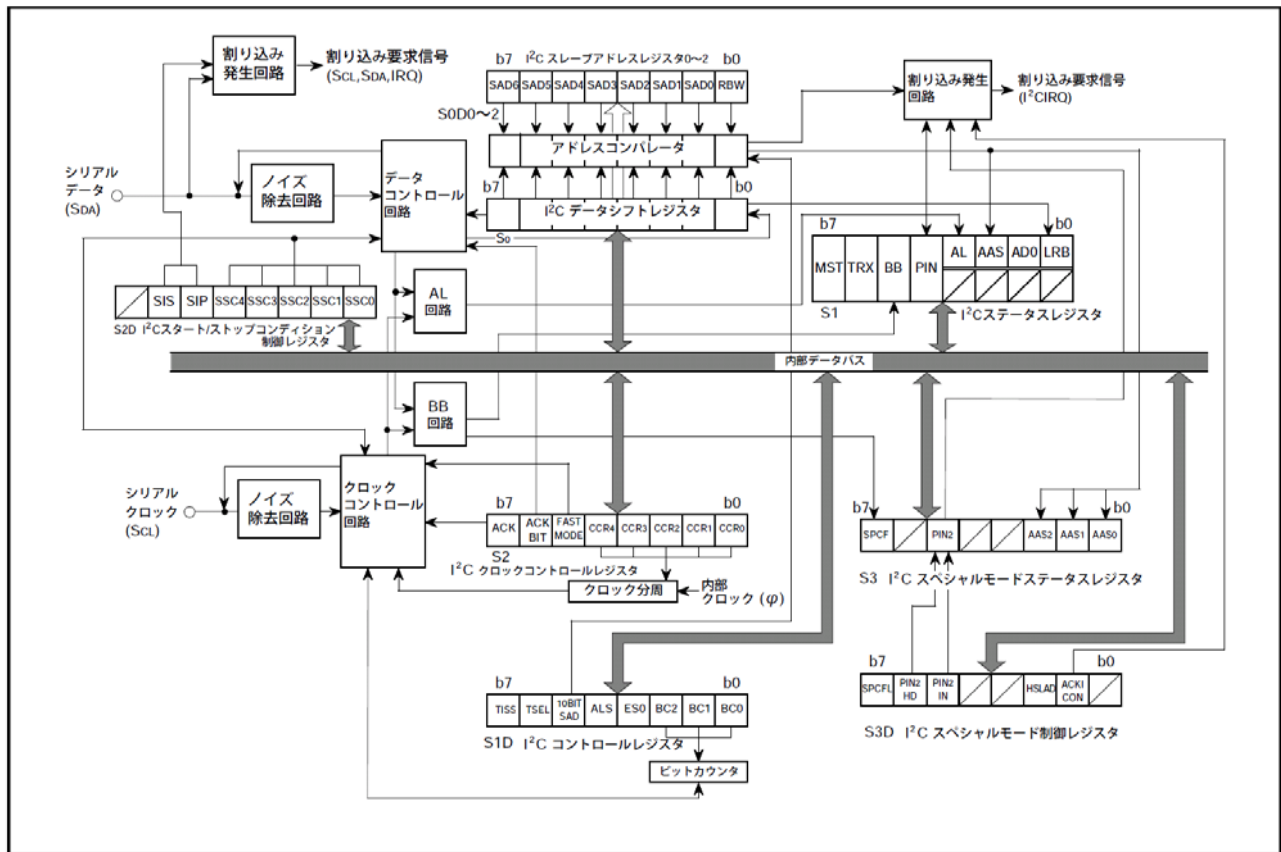 割り込み
発生回路
割り込み要求信号
(SCL,SDA,IRQ)
b7 I²C スレーブアドレスレジスタ0～2 b0
SAD6 SAD5 SAD4 SAD3 SAD2 SAD1 SAD0 RBW
S0D0～2
アドレスコンパレータ
割り込み発生
回路
割り込み要求信号
(I²CIRQ)
シリアル
データ
(SDA)
ノイズ
除去回路
データ
コントロール
回路
b7 b0
I²C データシフトレジスタ
S0
b7 b0
MST TRX BB PIN AL AAS AD0 LRB
S1 I²Cステータスレジスタ
SIS SIP SSC4 SSC3 SSC2 SSC1 SSC0
S2D I²Cスタート/ストップコンディション
制御レジスタ
AL
回路
内部データバス
BB
回路
シリアル
クロック
(SCL)
ノイズ
除去回路
クロック
コントロール
回路
b7 b0
ACK ACK BIT FAST MODE CCR4 CCR3 CCR2 CCR1 CCR0
S2
I²C クロックコントロールレジスタ
クロック分周
内部
クロック (φ)
b7 b0
SPCF PIN2 AAS2 AAS1 AAS0
S3 I²C スペシャルモードステータスレジスタ
b7 b0
SPCFL PIN2 HD PIN2 IN HSLAD ACKI CON
S3D I²C スペシャルモード制御レジスタ
b7 b0
TISS TSEL 10BIT SAD ALS ES0 BC2 BC1 BC0
S1D I²C コントロールレジスタ
ビットカウンタ